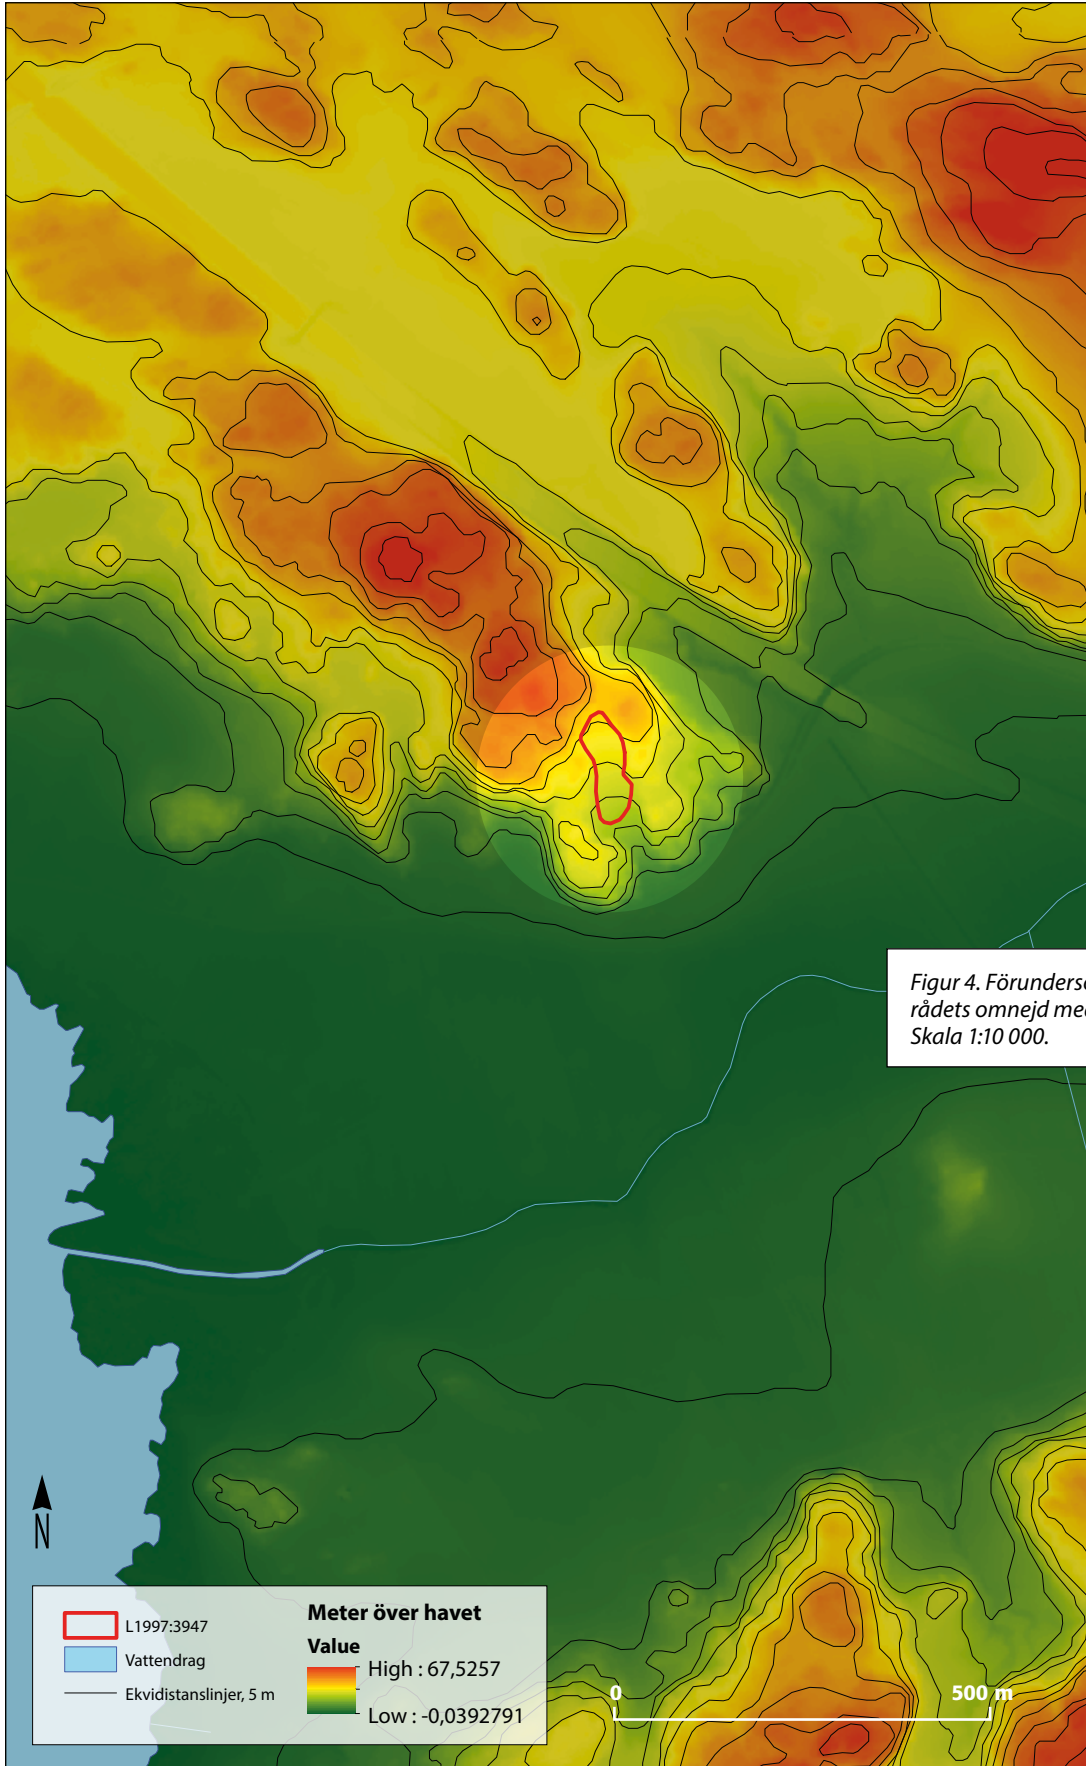 Figur 4. Förunders
rådets omnejd me
Skala 1:10 000.
N
L1997:3947
Vattendrag
Ekvidistanslinjer, 5 m
Meter över havet
Value
High : 67,5257
Low : -0,0392791
0 500 m